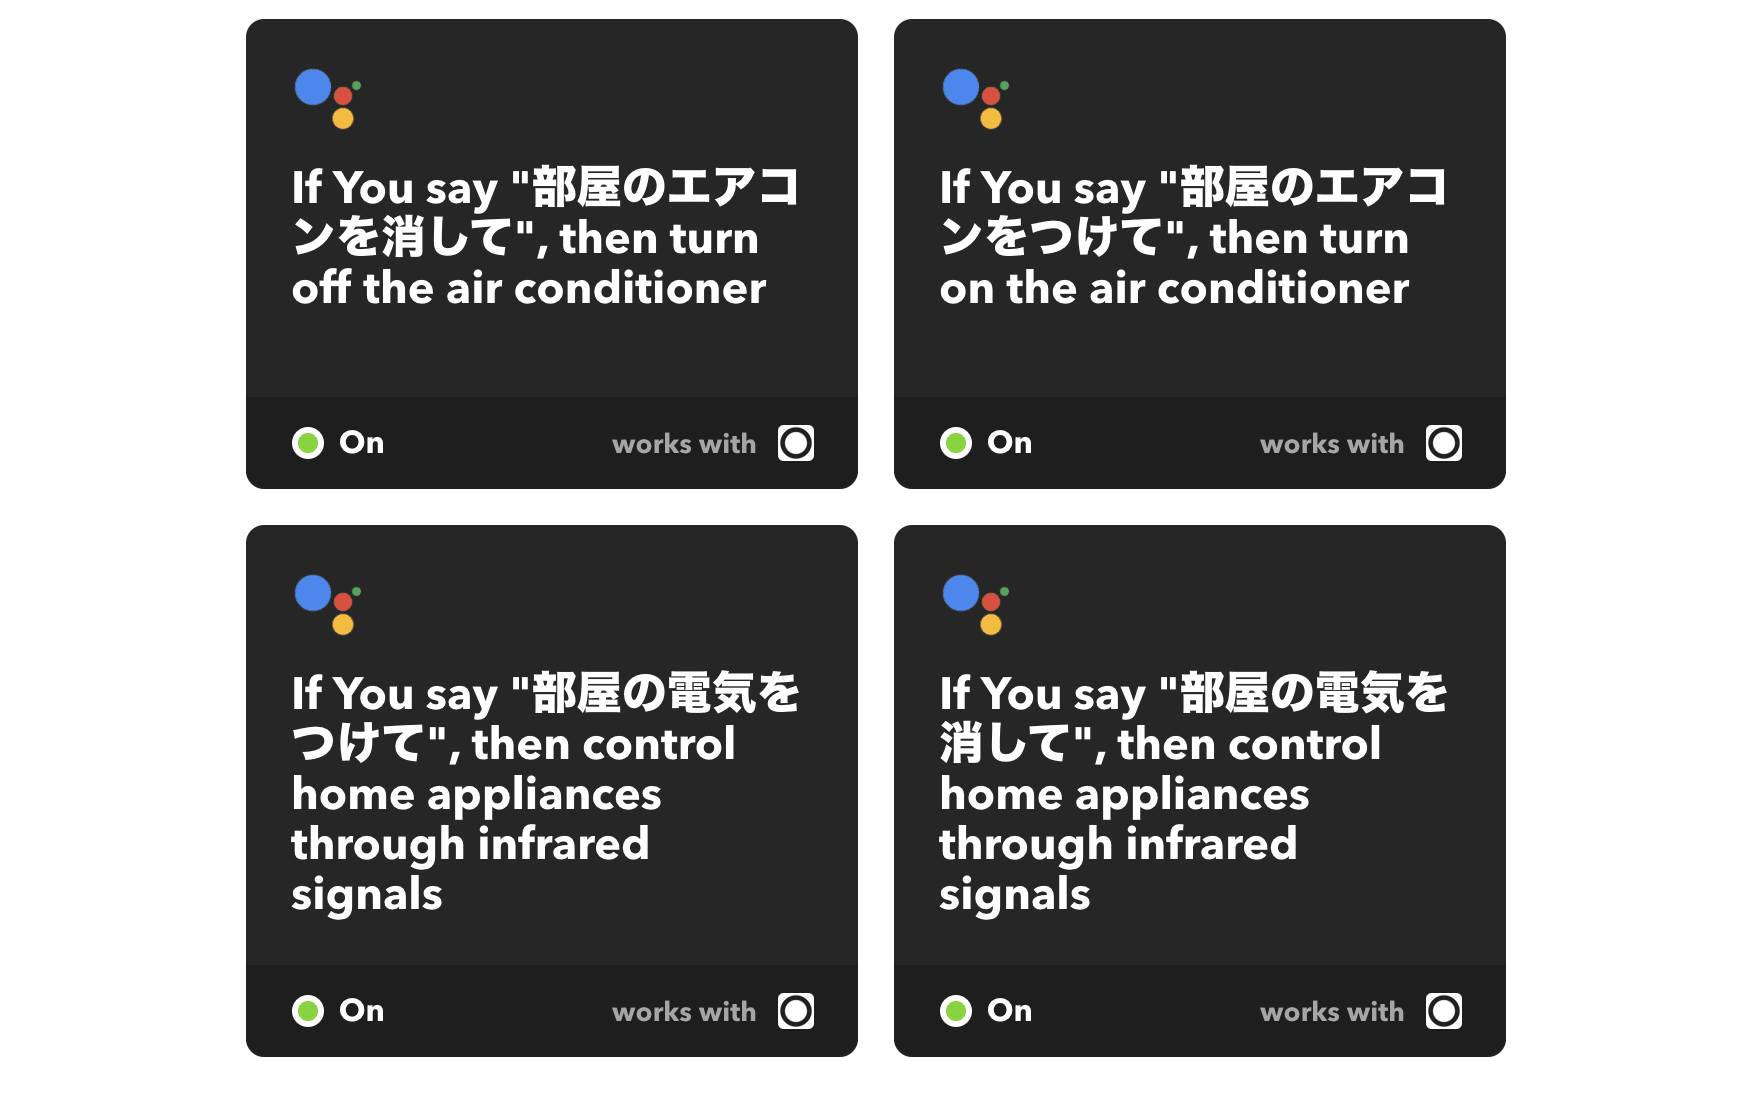 If You say "部屋のエアコ
ンを消して", then turn
off the air conditioner
On
works with
If You say "部屋のエアコ
ンをつけて", then turn
on the air conditioner
On
works with
If You say "部屋の電気を
つけて", then control
home appliances
through infrared
signals
On
works with
If You say "部屋の電気を
消して", then control
home appliances
through infrared
signals
On
works with